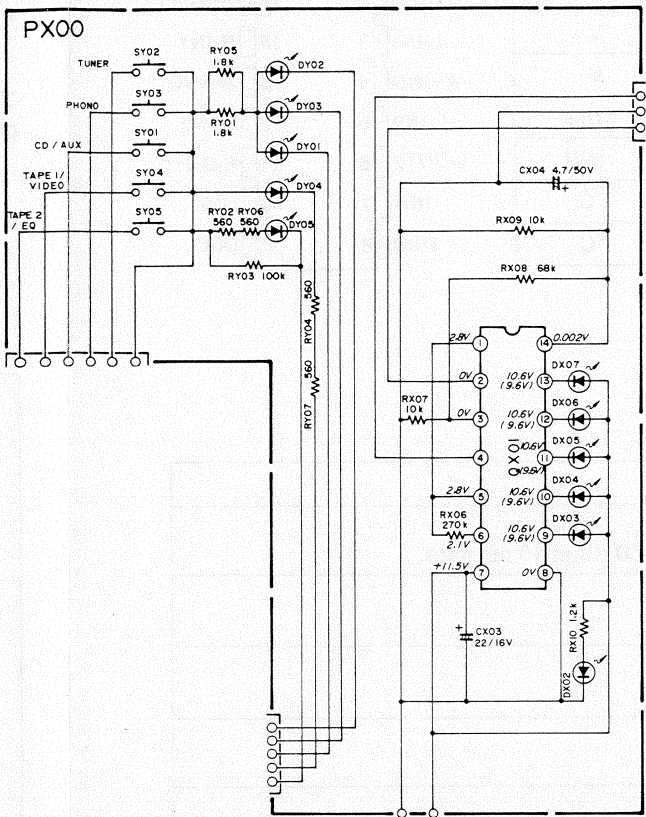 PX00
SY02
TUNER
SY03
PHONO
SY01
CD / AUX
SY04
TAPE 1/
VIDEO
SY05
TAPE 2
/ EQ
RY05
1.8k
RY01
1.8k
DY02
DY03
DY01
DY04
DY05
RY02 RY06
560 560
RY03 100k
560
RY04
560
RY07
CX04 4.7/50V
+
RX09 10k
RX08 68k
2.8V
1
14
0.002V
0V
2
10.6V
(9.6V)
13
DX07
RX07
10k
0V
3
10.6V
(9.6V)
12
DX06
QX01
4
10.6V
(9.6V)
11
DX05
2.8V
5
10.6V
(9.6V)
10
DX04
RX06
270k
2.1V
6
10.6V
(9.6V)
9
DX03
+11.5V
7
0V
8
+
CX03
22/16V
RX10 1.2k
DX02